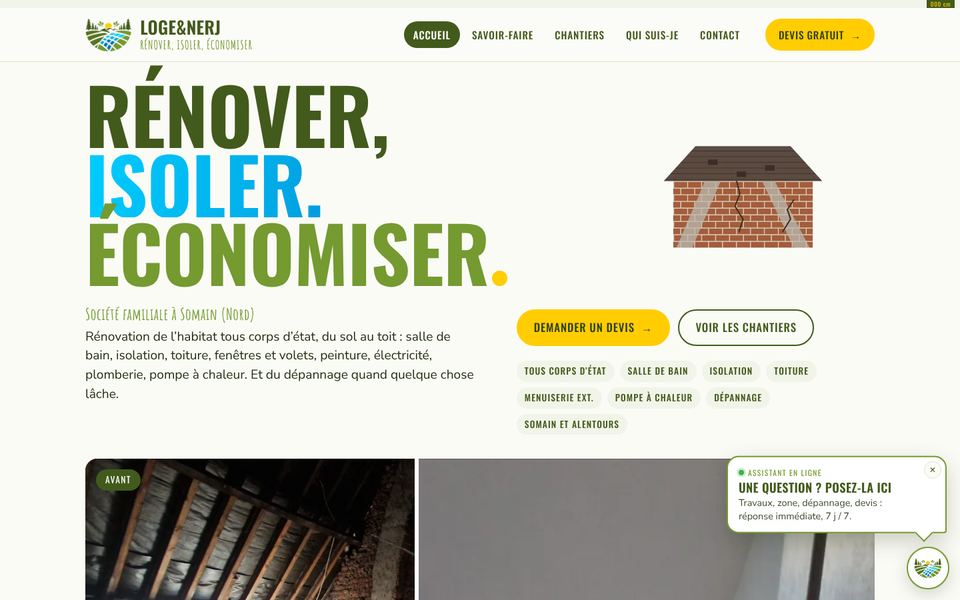 000 cm
LOGE&NERJ
RÉNOVER, ISOLER, ÉCONOMISER
ACCUEIL
SAVOIR-FAIRE
CHANTIERS
QUI SUIS-JE
CONTACT
DEVIS GRATUIT →
RÉNOVER,
ISOLER.
ÉCONOMISER.
Société familiale à Somain (Nord)
Rénovation de l'habitat tous corps d'état, du sol au toit : salle de
bain, isolation, toiture, fenêtres et volets, peinture, électricité,
plomberie, pompe à chaleur. Et du dépannage quand quelque chose
lâche.
DEMANDER UN DEVIS →
VOIR LES CHANTIERS
TOUS CORPS D'ÉTAT
SALLE DE BAIN
ISOLATION
TOITURE
MENUISERIE EXT.
POMPE À CHALEUR
DÉPANNAGE
SOMAIN ET ALENTOURS
AVANT
ASSISTANT EN LIGNE
UNE QUESTION ? POSEZ-LA ICI
Travaux, zone, dépannage, devis :
réponse immédiate, 7 j / 7.